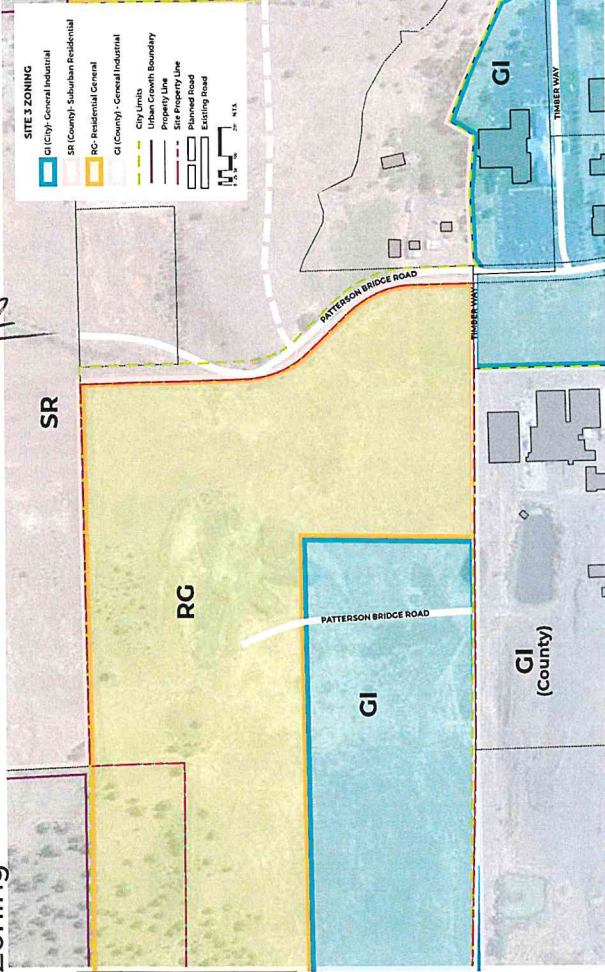 SITE 3 ZONING
GI (City)- General Industrial
SR (County)- Suburban Residential
RG- Residential General
GI (County) - General Industrial
City Limits
Urban Growth Boundary
Property Line
Site Property Line
Planned Road
Existing Road
N.T.S.
SR
RG
GI
GI
GI
(County)
PATTERSON BRIDGE ROAD
PATTERSON BRIDGE ROAD
TIMBER WAY
TIMBER WAY